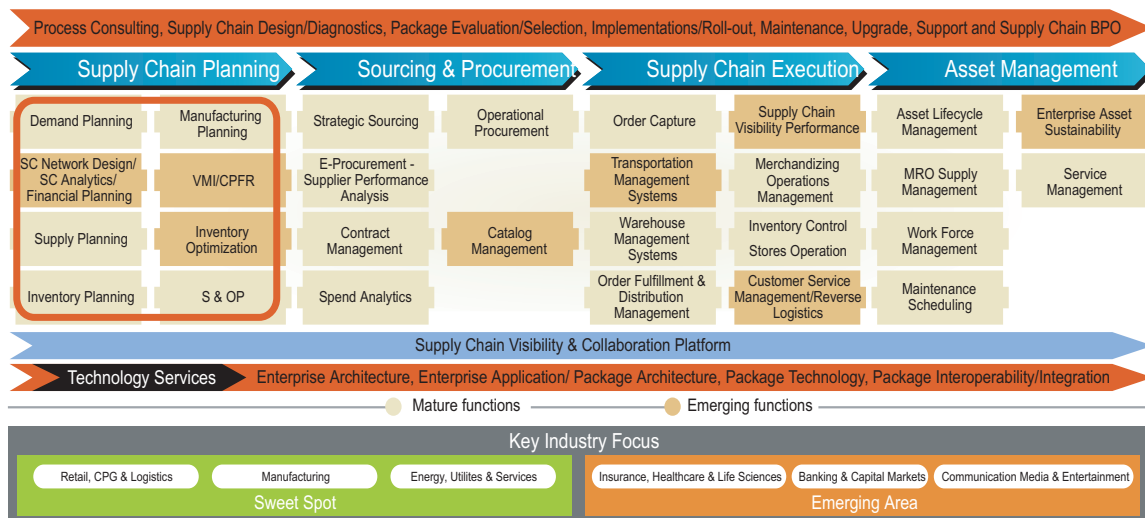 Process Consulting, Supply Chain Design/Diagnostics, Package Evaluation/Selection, Implementations/Roll-out, Maintenance, Upgrade, Support and Supply Chain BPO
Supply Chain Planning
Sourcing & Procurement
Supply Chain Execution
Asset Management
Demand Planning
Manufacturing
Planning
SC Network Design/
SC Analytics/
Financial Planning
VMI/CPFR
Supply Planning
Inventory
Optimization
Inventory Planning
S & OP
Strategic Sourcing
Operational
Procurement
E-Procurement -
Supplier Performance
Analysis
Contract
Management
Catalog
Management
Spend Analytics
Order Capture
Supply Chain
Visibility Performance
Transportation
Management
Systems
Merchandizing
Operations
Management
Warehouse
Management
Systems
Inventory Control
Stores Operation
Order Fulfillment &
Distribution
Management
Customer Service
Management/Reverse
Logistics
Asset Lifecycle
Management
Enterprise Asset
Sustainability
MRO Supply
Management
Service
Management
Work Force
Management
Maintenance
Scheduling
Supply Chain Visibility & Collaboration Platform
Technology Services
Enterprise Architecture, Enterprise Application/ Package Architecture, Package Technology, Package Interoperability/Integration
Mature functions
Emerging functions
Key Industry Focus
Retail, CPG & Logistics
Manufacturing
Energy, Utilites & Services
Sweet Spot
Insurance, Healthcare & Life Sciences
Banking & Capital Markets
Communication Media & Entertainment
Emerging Area